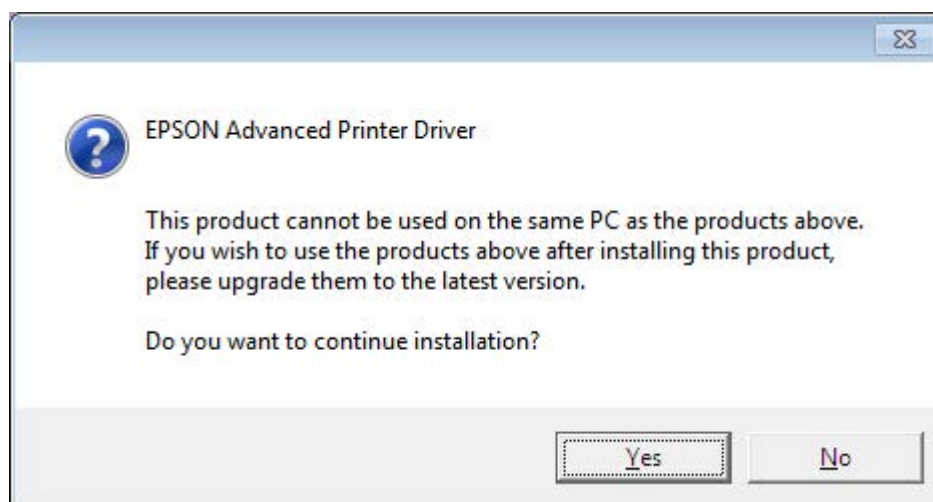 EPSON Advanced Printer Driver
This product cannot be used on the same PC as the products above.
If you wish to use the products above after installing this product,
please upgrade them to the latest version.
Do you want to continue installation?
Yes
No